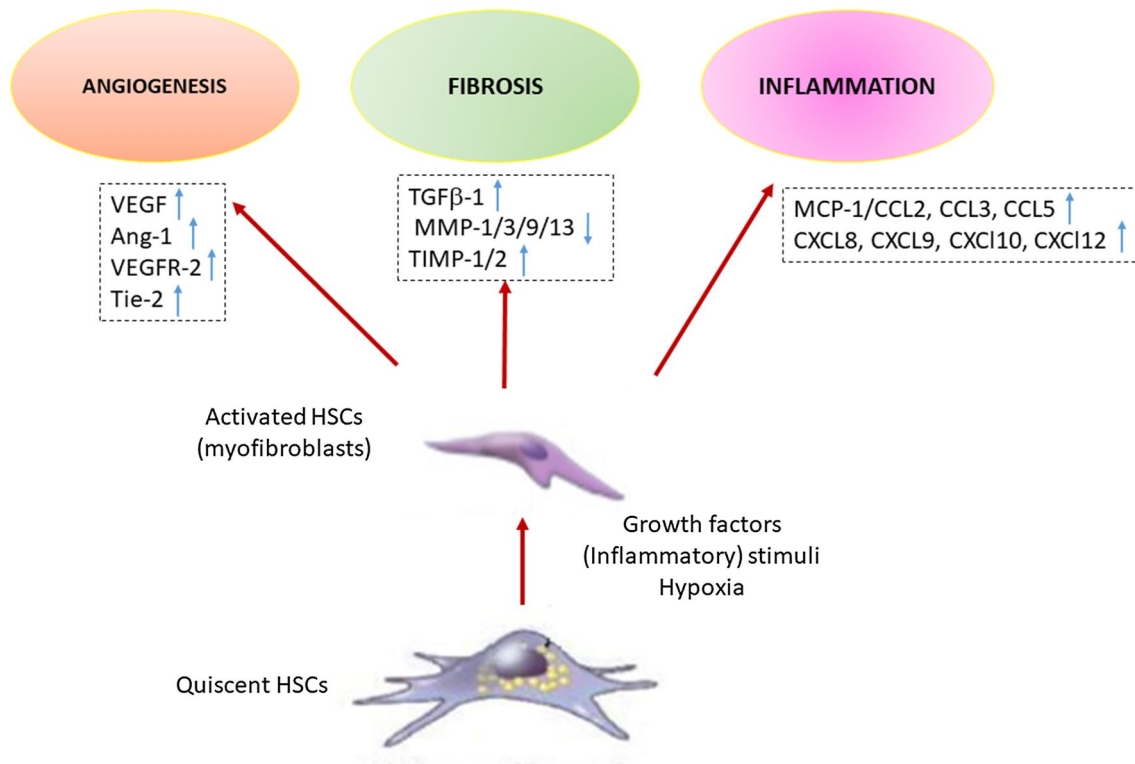 ANGIOGENESIS
FIBROSIS
INFLAMMATION
VEGF ↑
Ang-1 ↑
VEGFR-2 ↑
Tie-2 ↑
TGFβ-1 ↑
MMP-1/3/9/13 ↓
TIMP-1/2 ↑
MCP-1/CCL2, CCL3, CCL5 ↑
CXCL8, CXCL9, CXCl10, CXCl12 ↑
Activated HSCs
(myofibroblasts)
Growth factors
(Inflammatory) stimuli
Hypoxia
Quiscent HSCs